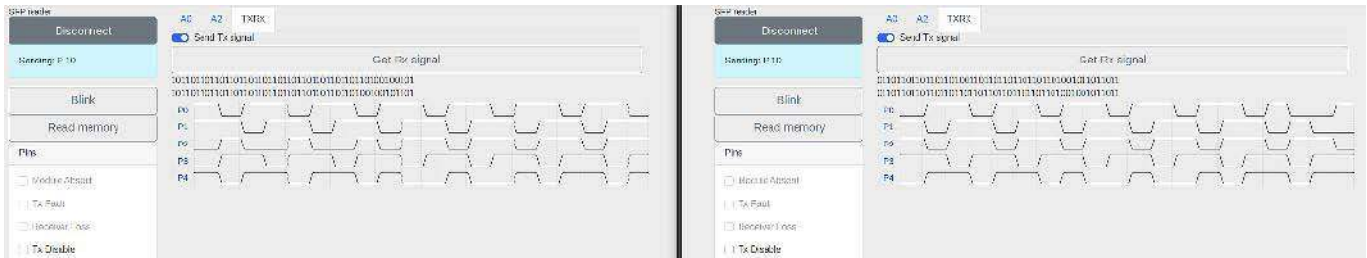 SFP reader
Disconnect
Sending: P 10
Blink
Read memory
Pins
Module Absent
Tx Fault
Receiver Loss
Tx Disable
A0 A2 TXRX
Send Tx signal
Get Rx signal
P0
P1
P2
P3
P4
SFP reader
Disconnect
Sending: P 10
Blink
Read memory
Pins
Module Absent
Tx Fault
Receiver Loss
Tx Disable
A0 A2 TXRX
Send Tx signal
Get Rx signal
P0
P1
P2
P3
P4